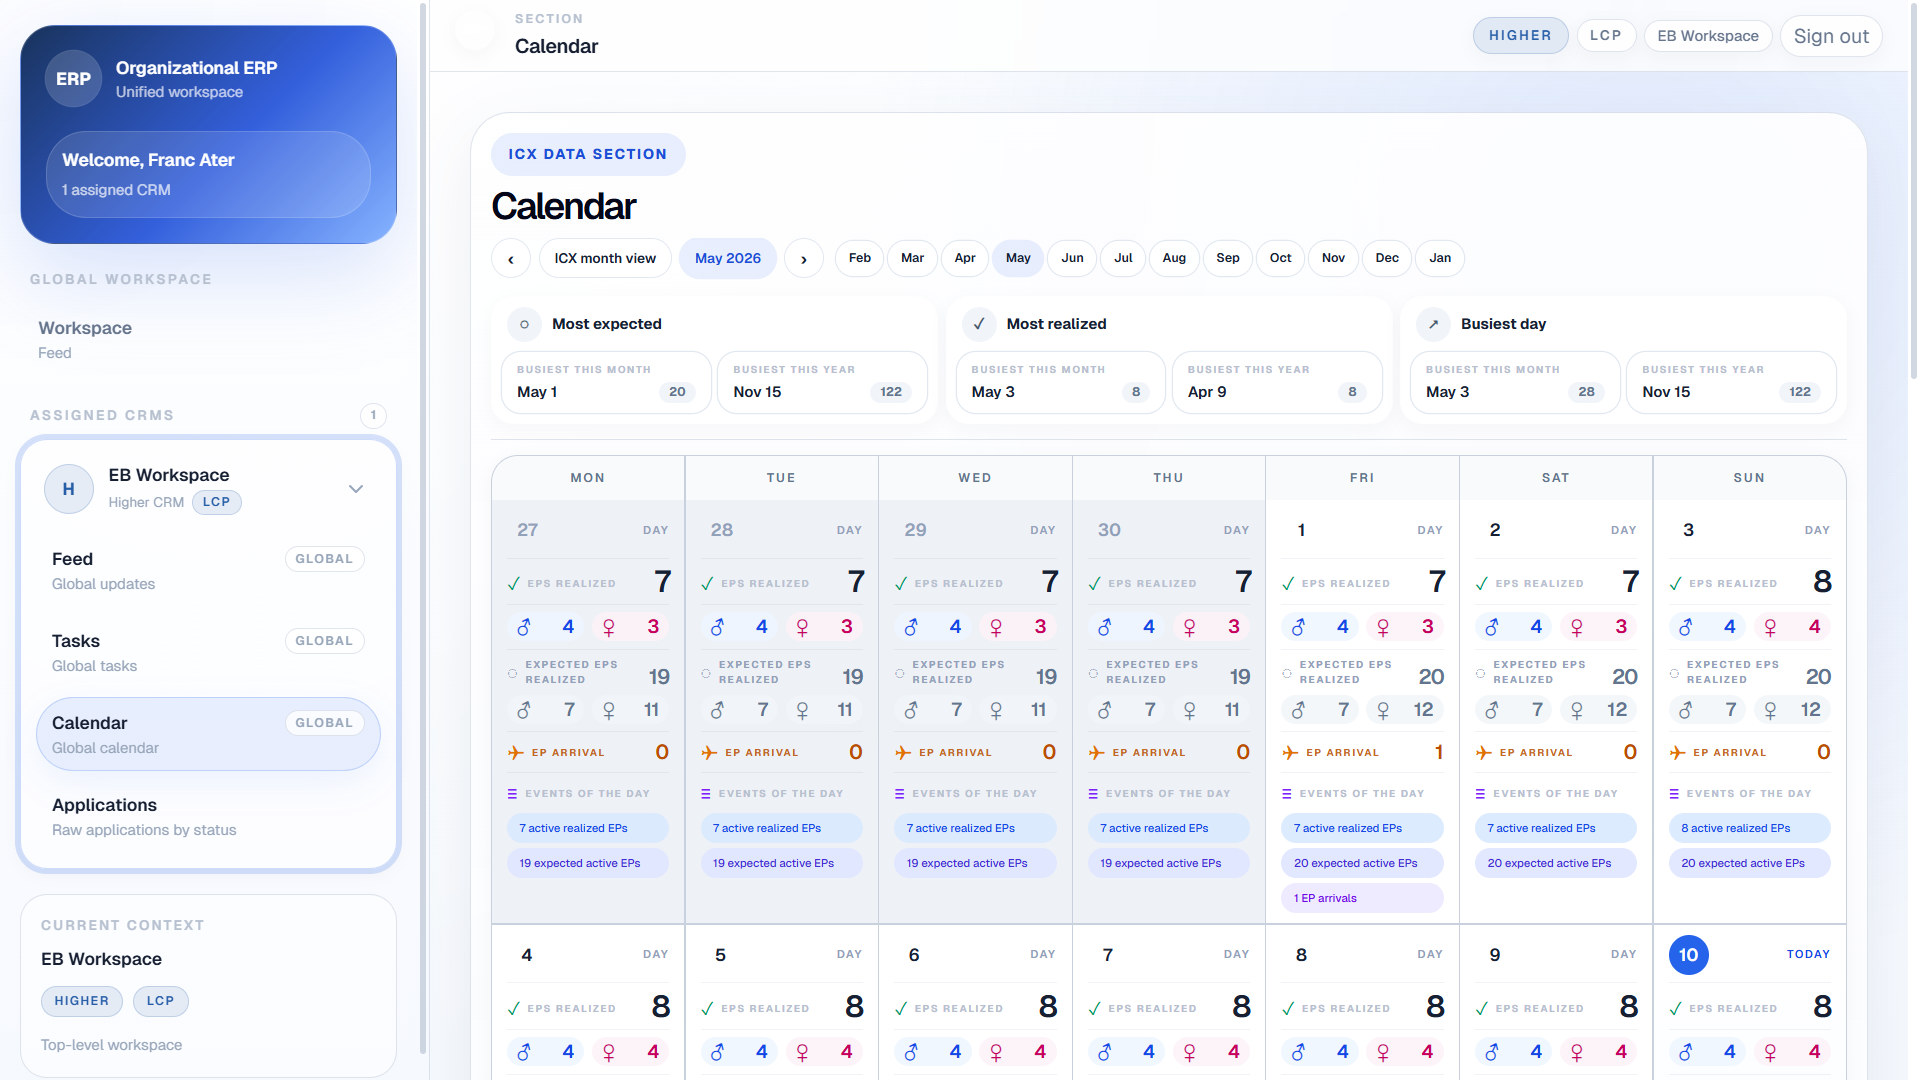 ERP
Organizational ERP
Unified workspace
Welcome, Franc Ater
1 assigned CRM
GLOBAL WORKSPACE
Workspace
Feed
ASSIGNED CRMS
1
H
EB Workspace
Higher CRM LCP
Feed GLOBAL
Global updates
Tasks GLOBAL
Global tasks
Calendar GLOBAL
Global calendar
Applications
Raw applications by status
CURRENT CONTEXT
EB Workspace
HIGHER LCP
Top-level workspace
SECTION
Calendar
HIGHER LCP EB Workspace Sign out
ICX DATA SECTION
Calendar
‹ ICX month view May 2026 › Feb Mar Apr May Jun Jul Aug Sep Oct Nov Dec Jan
Most expected
BUSIEST THIS MONTH
May 1 20
BUSIEST THIS YEAR
Nov 15 122
Most realized
BUSIEST THIS MONTH
May 3 8
BUSIEST THIS YEAR
Apr 9 8
Busiest day
BUSIEST THIS MONTH
May 3 28
BUSIEST THIS YEAR
Nov 15 122
MON TUE WED THU FRI SAT SUN
27 DAY 28 DAY 29 DAY 30 DAY 1 DAY 2 DAY 3 DAY
EPS REALIZED 7 EPS REALIZED 7 EPS REALIZED 7 EPS REALIZED 7 EPS REALIZED 7 EPS REALIZED 7 EPS REALIZED 8
♂ 4 ♀ 3 ♂ 4 ♀ 3 ♂ 4 ♀ 3 ♂ 4 ♀ 3 ♂ 4 ♀ 3 ♂ 4 ♀ 3 ♂ 4 ♀ 4
EXPECTED EPS REALIZED 19 EXPECTED EPS REALIZED 19 EXPECTED EPS REALIZED 19 EXPECTED EPS REALIZED 19 EXPECTED EPS REALIZED 20 EXPECTED EPS REALIZED 20 EXPECTED EPS REALIZED 20
♂ 7 ♀ 11 ♂ 7 ♀ 11 ♂ 7 ♀ 11 ♂ 7 ♀ 11 ♂ 7 ♀ 12 ♂ 7 ♀ 12 ♂ 7 ♀ 12
EP ARRIVAL 0 EP ARRIVAL 0 EP ARRIVAL 0 EP ARRIVAL 0 EP ARRIVAL 1 EP ARRIVAL 0 EP ARRIVAL 0
EVENTS OF THE DAY EVENTS OF THE DAY EVENTS OF THE DAY EVENTS OF THE DAY EVENTS OF THE DAY EVENTS OF THE DAY EVENTS OF THE DAY
7 active realized EPs 7 active realized EPs 7 active realized EPs 7 active realized EPs 7 active realized EPs 7 active realized EPs 8 active realized EPs
19 expected active EPs 19 expected active EPs 19 expected active EPs 19 expected active EPs 20 expected active EPs 20 expected active EPs 20 expected active EPs
1 EP arrivals
4 DAY 5 DAY 6 DAY 7 DAY 8 DAY 9 DAY 10 TODAY
EPS REALIZED 8 EPS REALIZED 8 EPS REALIZED 8 EPS REALIZED 8 EPS REALIZED 8 EPS REALIZED 8 EPS REALIZED 8
♂ 4 ♀ 4 ♂ 4 ♀ 4 ♂ 4 ♀ 4 ♂ 4 ♀ 4 ♂ 4 ♀ 4 ♂ 4 ♀ 4 ♂ 4 ♀ 4